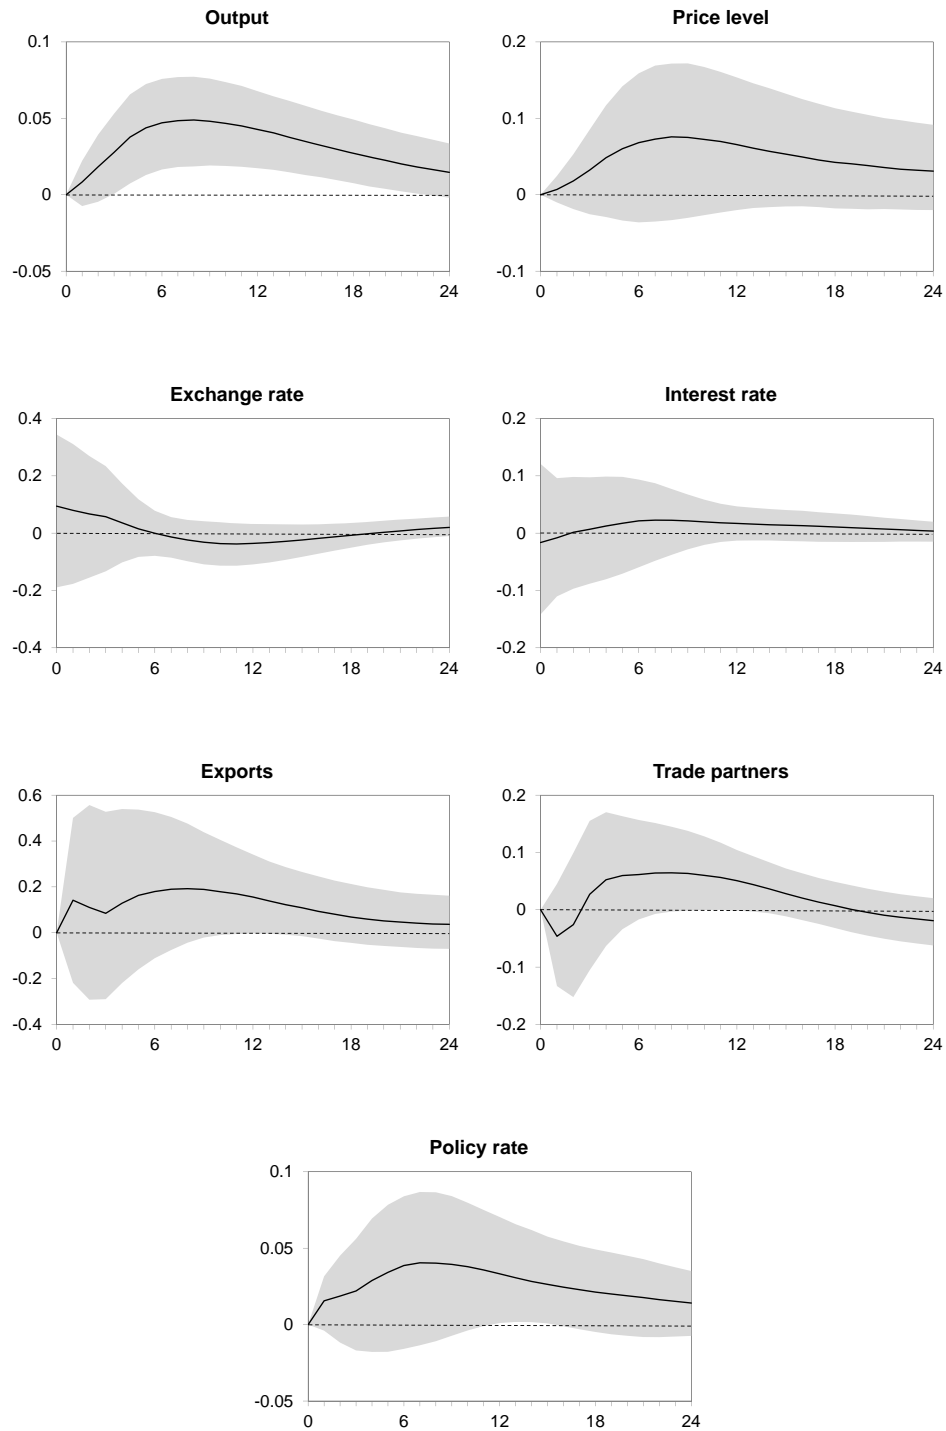 Output
0.1
0.05
0
-0.05
0 6 12 18 24
Price level
0.2
0.1
0
-0.1
0 6 12 18 24
Exchange rate
0.4
0.2
0
-0.2
-0.4
0 6 12 18 24
Interest rate
0.2
0.1
0
-0.1
-0.2
0 6 12 18 24
Exports
0.6
0.4
0.2
0
-0.2
-0.4
0 6 12 18 24
Trade partners
0.2
0.1
0
-0.1
-0.2
0 6 12 18 24
Policy rate
0.1
0.05
0
-0.05
0 6 12 18 24